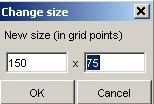 Change size
New size (in grid points)
150 x 75
OK Cancel